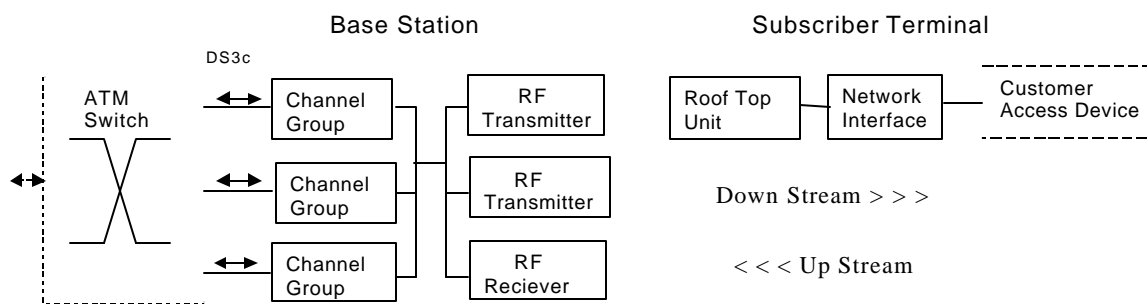 Base Station
Subscriber Terminal
DS3c
ATM
Switch
Channel
Group
RF
Transmitter
Roof Top
Unit
Network
Interface
Customer
Access Device
Channel
Group
RF
Transmitter
Down Stream > > >
Channel
Group
RF
Reciever
< < < Up Stream